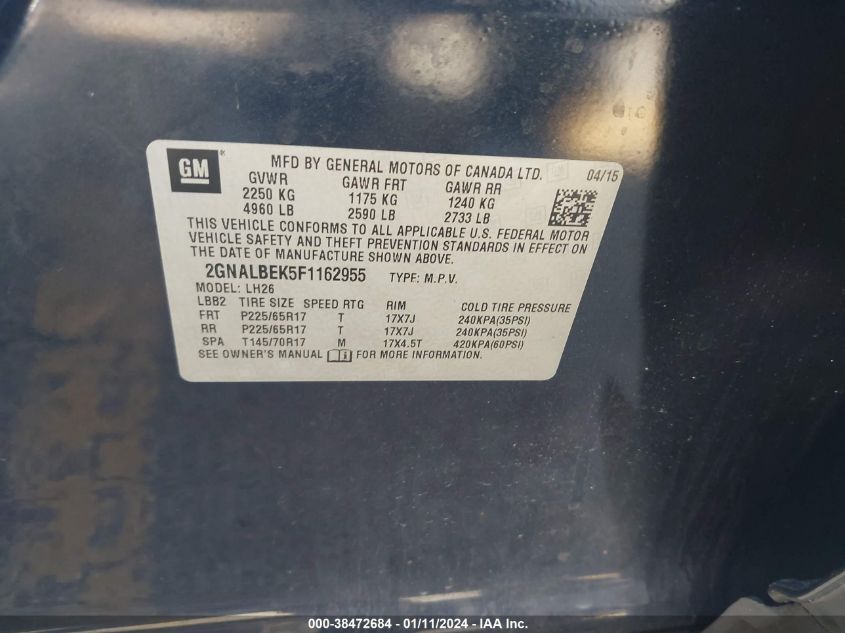 GM ® MFD BY GENERAL MOTORS OF CANADA LTD. 04/15
GVWR GAWR FRT GAWR RR
2250 KG 1175 KG 1240 KG
4960 LB 2590 LB 2733 LB
THIS VEHICLE CONFORMS TO ALL APPLICABLE U.S. FEDERAL MOTOR
VEHICLE SAFETY AND THEFT PREVENTION STANDARDS IN EFFECT ON
THE DATE OF MANUFACTURE SHOWN ABOVE.
2GNALBEK5F1162955 TYPE: M.P.V.
MODEL: LH26
LBB2 TIRE SIZE SPEED RTG RIM COLD TIRE PRESSURE
FRT P225/65R17 T 17X7J 240KPA(35PSI)
RR P225/65R17 T 17X7J 240KPA(35PSI)
SPA T145/70R17 M 17X4.5T 420KPA(60PSI)
SEE OWNER'S MANUAL i FOR MORE INFORMATION.
000-38472684 - 01/11/2024 - IAA Inc.